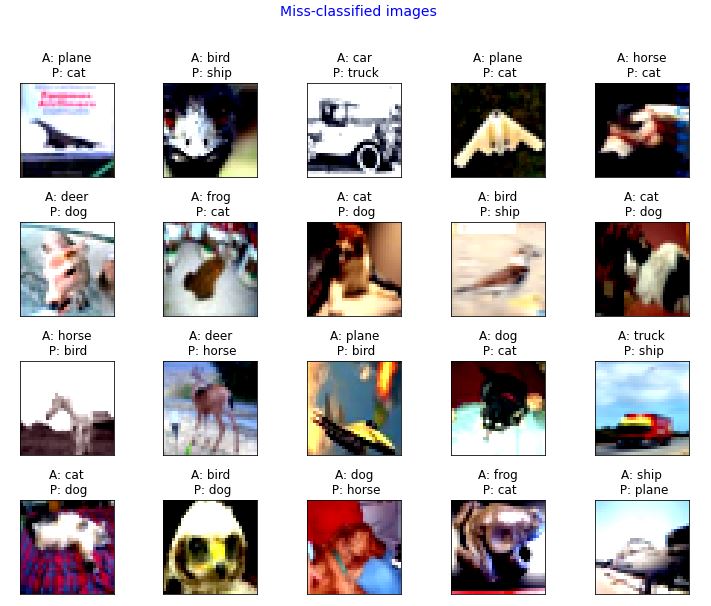 Miss-classified images
A: plane
P: cat
A: bird
P: ship
A: car
P: truck
A: plane
P: cat
A: horse
P: cat
A: deer
P: dog
A: frog
P: cat
A: cat
P: dog
A: bird
P: ship
A: cat
P: dog
A: horse
P: bird
A: deer
P: horse
A: plane
P: bird
A: dog
P: cat
A: truck
P: ship
A: cat
P: dog
A: bird
P: dog
A: dog
P: horse
A: frog
P: cat
A: ship
P: plane